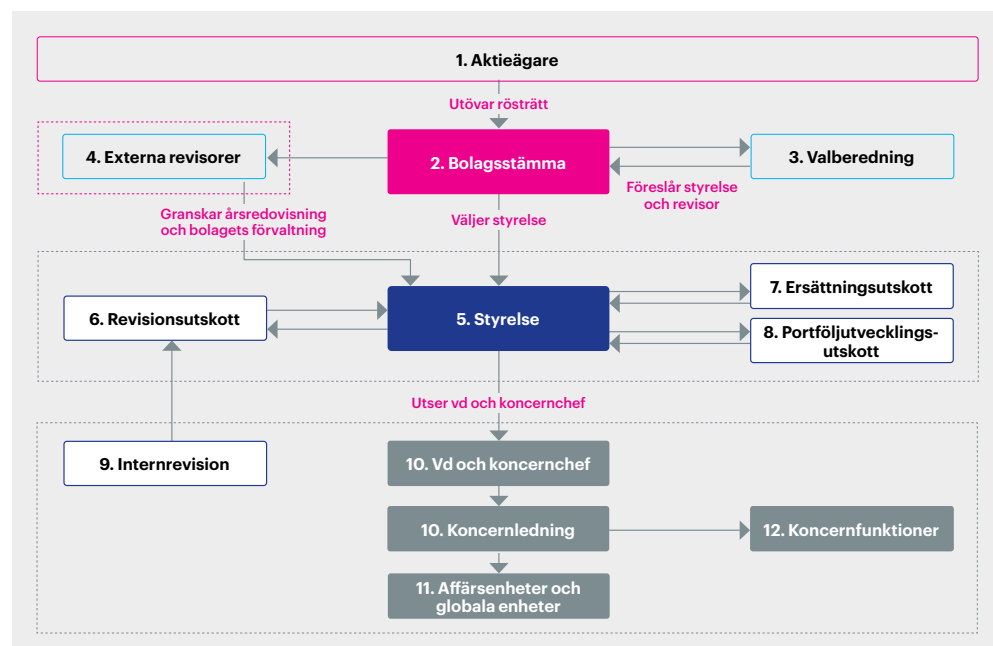 1. Aktieägare
Utövar rösträtt
4. Externa revisorer
2. Bolagsstämma
3. Valberedning
Föreslår styrelse
och revisor
Granskar årsredovisning
och bolagets förvaltning
Väljer styrelse
6. Revisionsutskott
5. Styrelse
7. Ersättningsutskott
8. Portföljutvecklings-
utskott
Utser vd och koncernchef
9. Internrevision
10. Vd och koncernchef
10. Koncernledning
12. Koncernfunktioner
11. Affärsenheter och
globala enheter